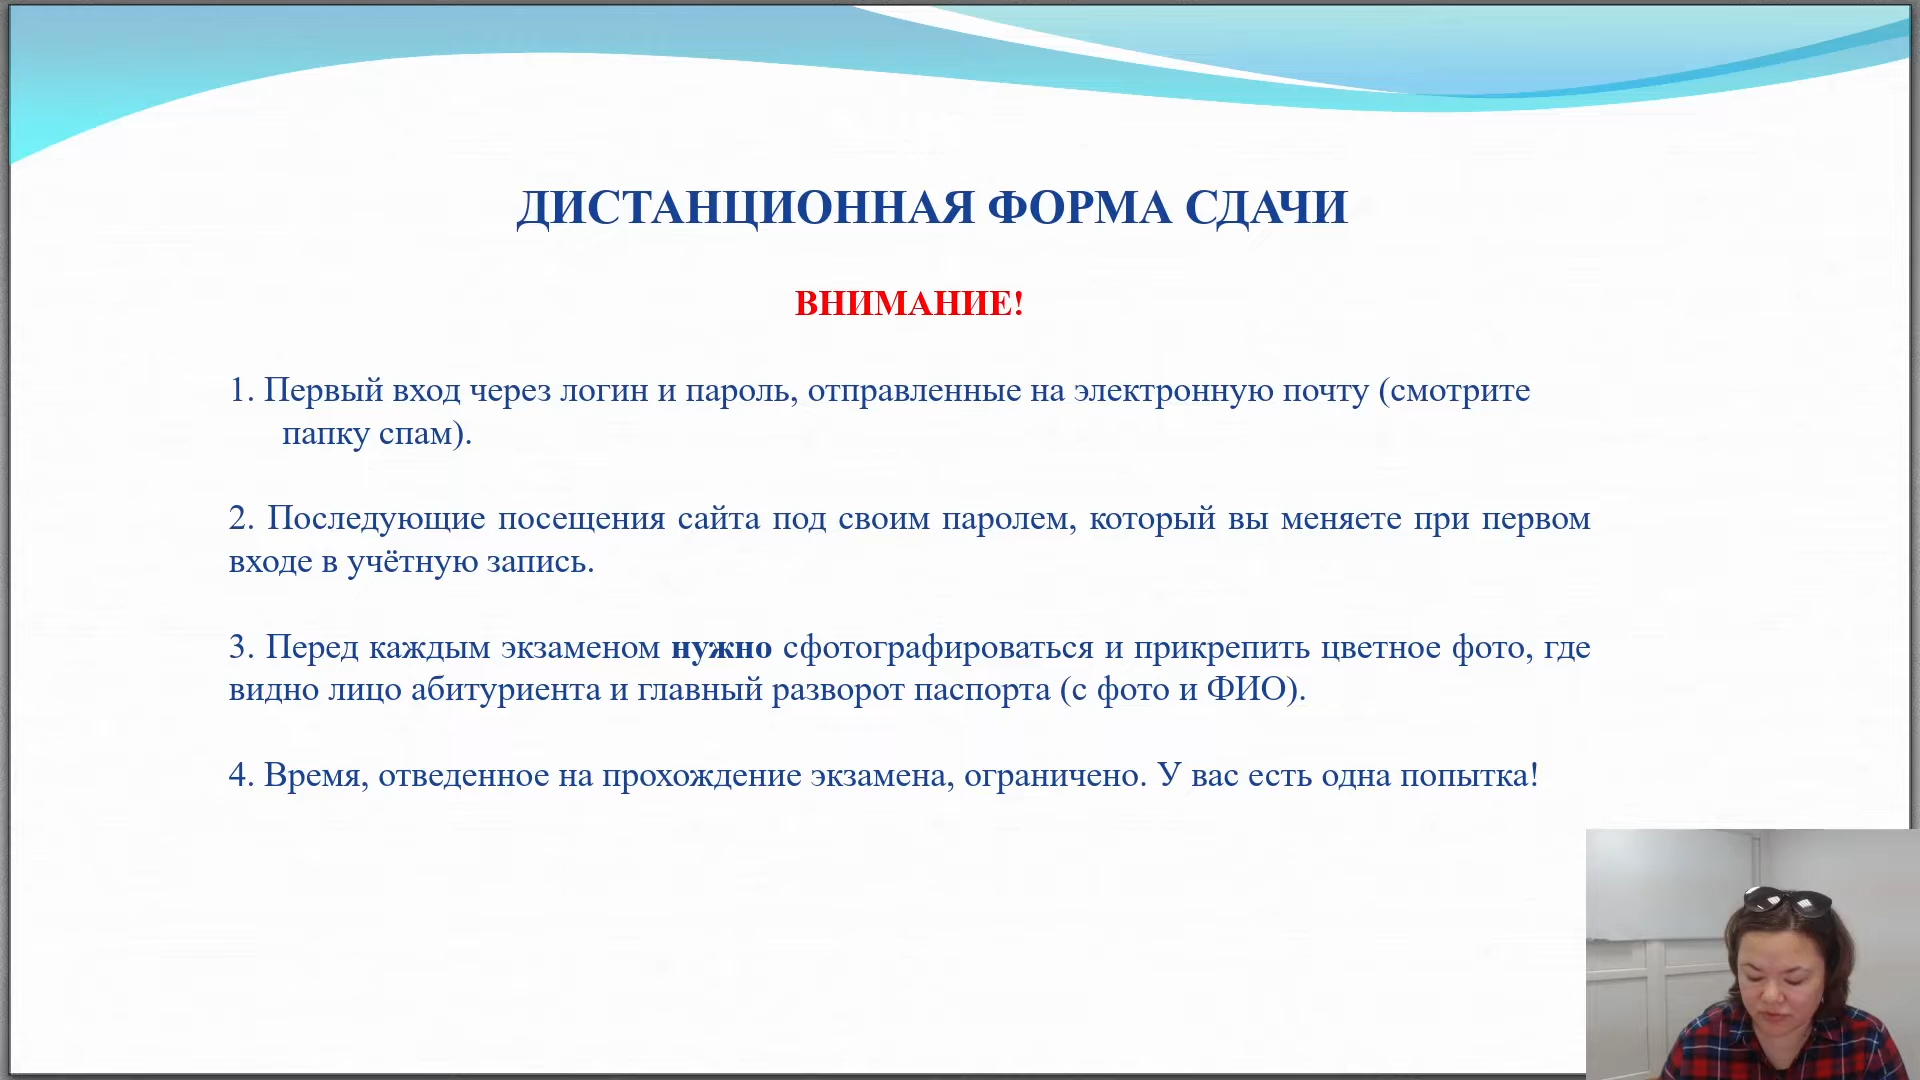 ДИСТАНЦИОННАЯ ФОРМА СДАЧИ
ВНИМАНИЕ!
1. Первый вход через логин и пароль, отправленные на электронную почту (смотрите
папку спам).
2. Последующие посещения сайта под своим паролем, который вы меняете при первом
входе в учётную запись.
3. Перед каждым экзаменом нужно сфотографироваться и прикрепить цветное фото, где
видно лицо абитуриента и главный разворот паспорта (с фото и ФИО).
4. Время, отведенное на прохождение экзамена, ограничено. У вас есть одна попытка!